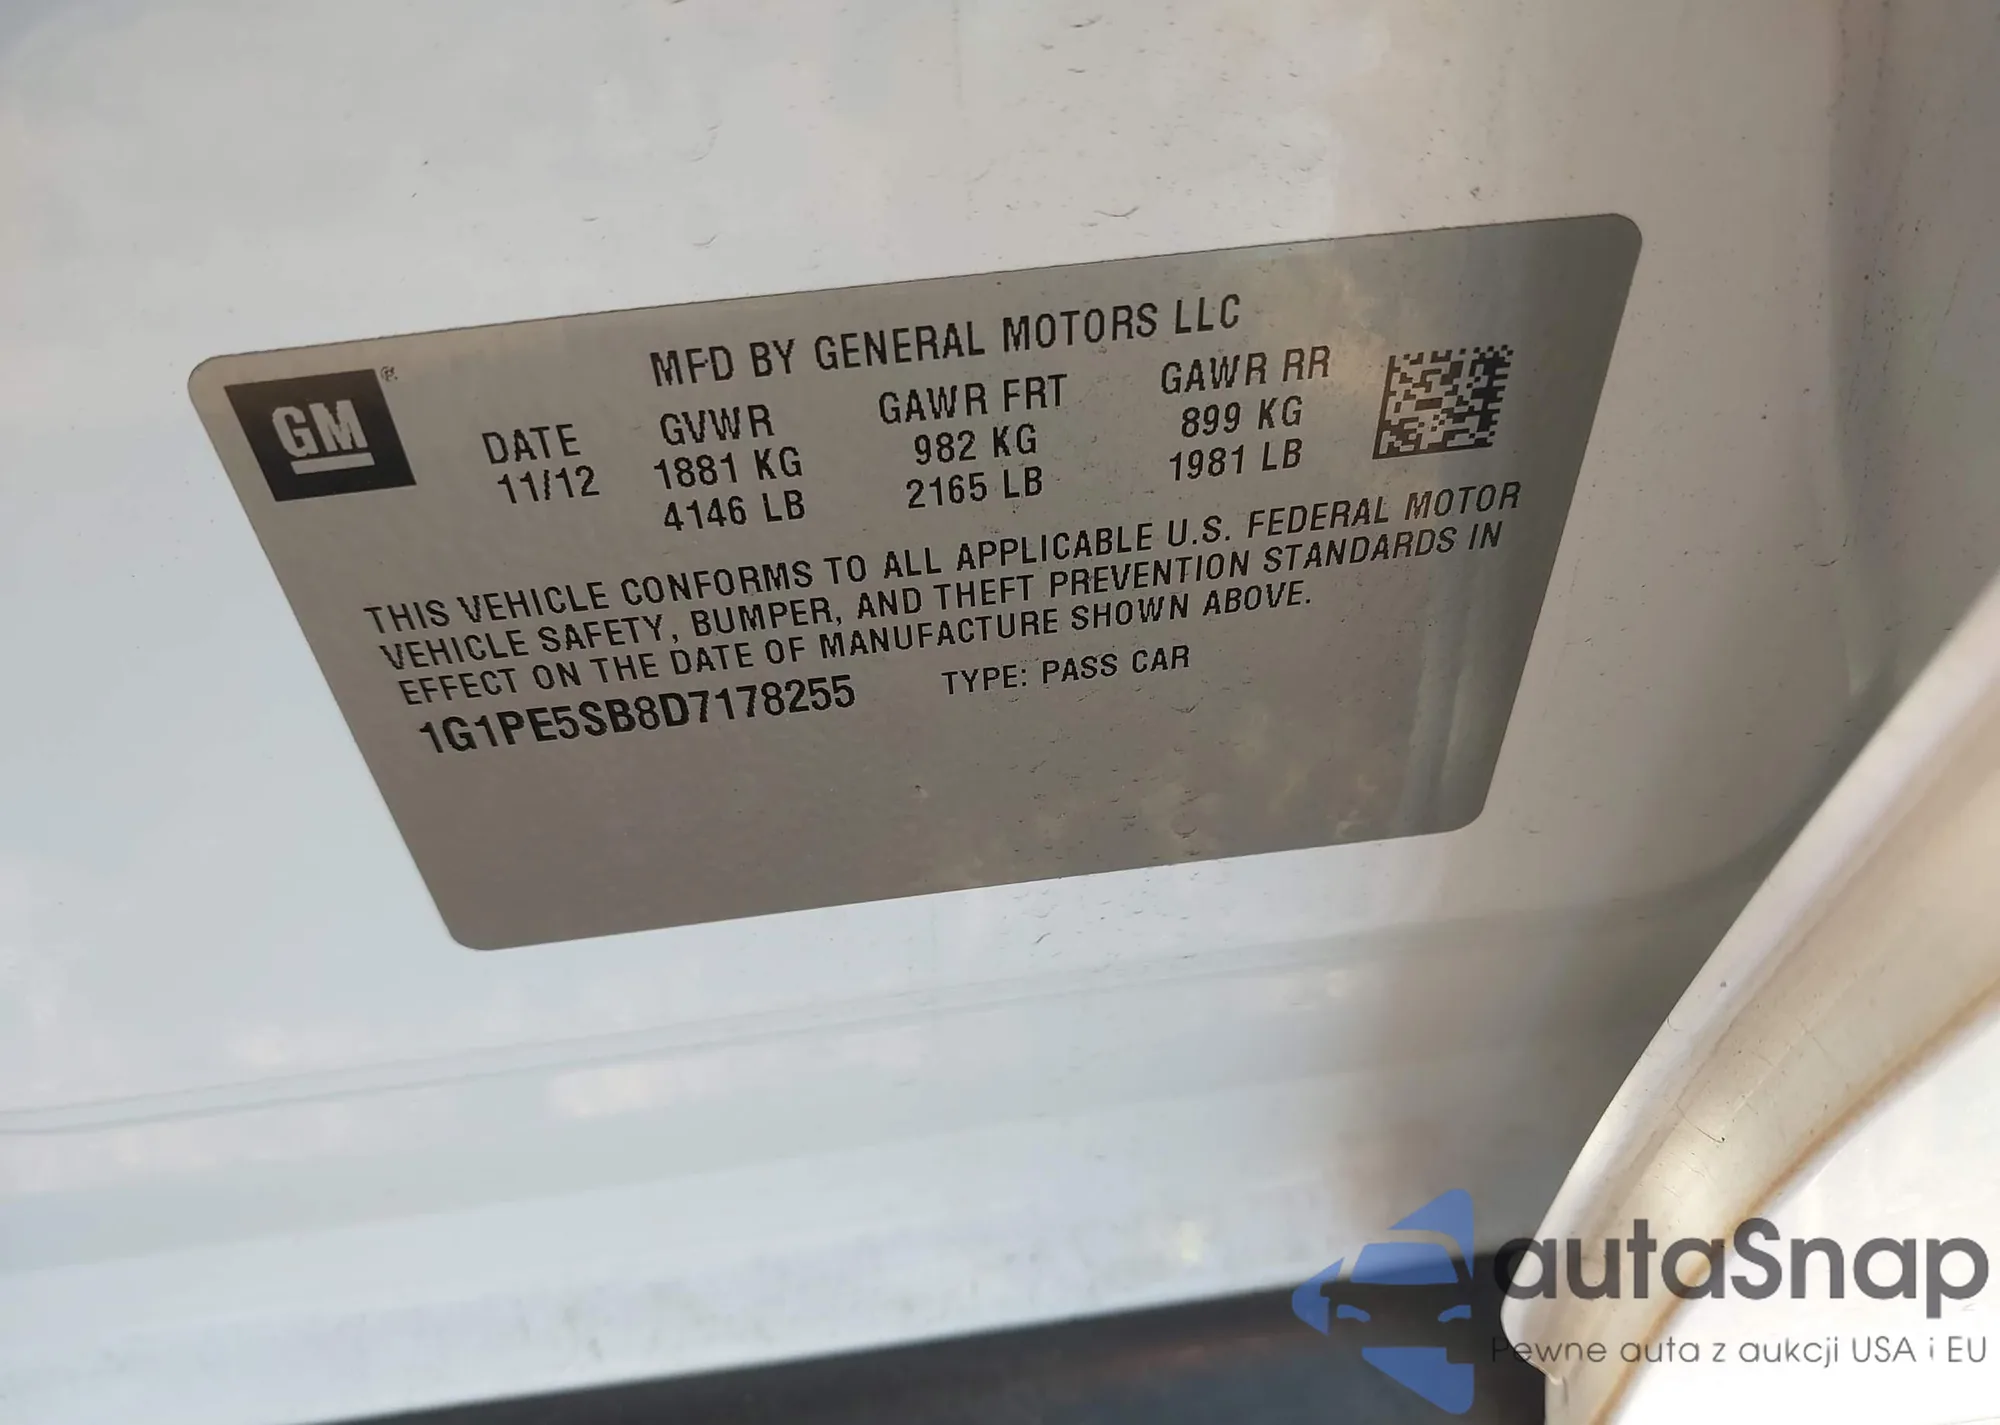 GM
MFD BY GENERAL MOTORS LLC
DATE GVWR GAWR FRT GAWR RR
11/12 1881 KG 982 KG 899 KG
4146 LB 2165 LB 1981 LB
THIS VEHICLE CONFORMS TO ALL APPLICABLE U.S. FEDERAL MOTOR
VEHICLE SAFETY, BUMPER, AND THEFT PREVENTION STANDARDS IN
EFFECT ON THE DATE OF MANUFACTURE SHOWN ABOVE.
1G1PE5SB8D7178255 TYPE: PASS CAR
autaSnap
Pewne auta z aukcji USA i EU